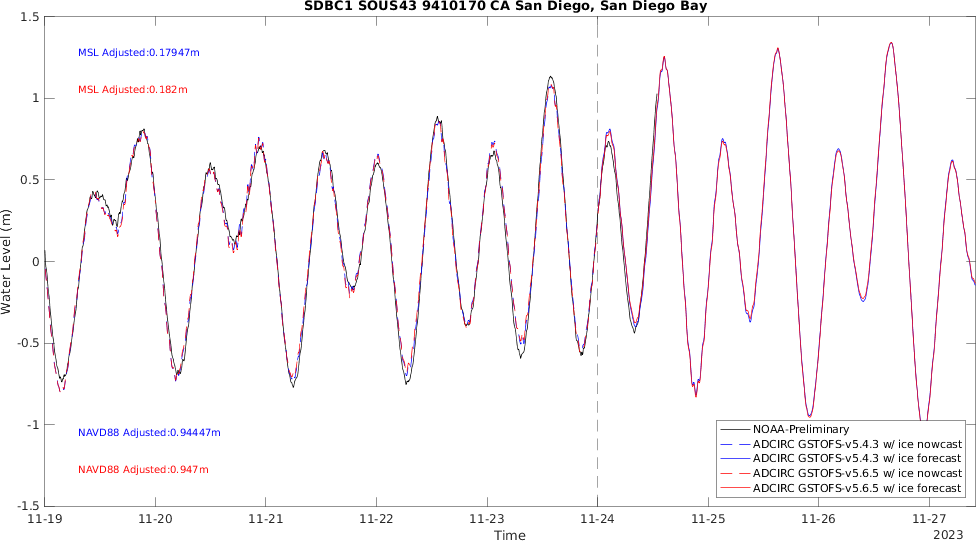 SDBC1 SOUS43 9410170 CA San Diego, San Diego Bay
1.5
MSL Adjusted:0.17947m
MSL Adjusted:0.182m
1
0.5
Water Level (m)
0
-0.5
-1
NAVD88 Adjusted:0.94447m
NAVD88 Adjusted:0.947m
NOAA-Preliminary
ADCIRC GSTOFS-v5.4.3 w/ ice nowcast
ADCIRC GSTOFS-v5.4.3 w/ ice forecast
ADCIRC GSTOFS-v5.6.5 w/ ice nowcast
ADCIRC GSTOFS-v5.6.5 w/ ice forecast
-1.5
11-19 11-20 11-21 11-22 11-23 11-24 11-25 11-26 11-27
Time
2023